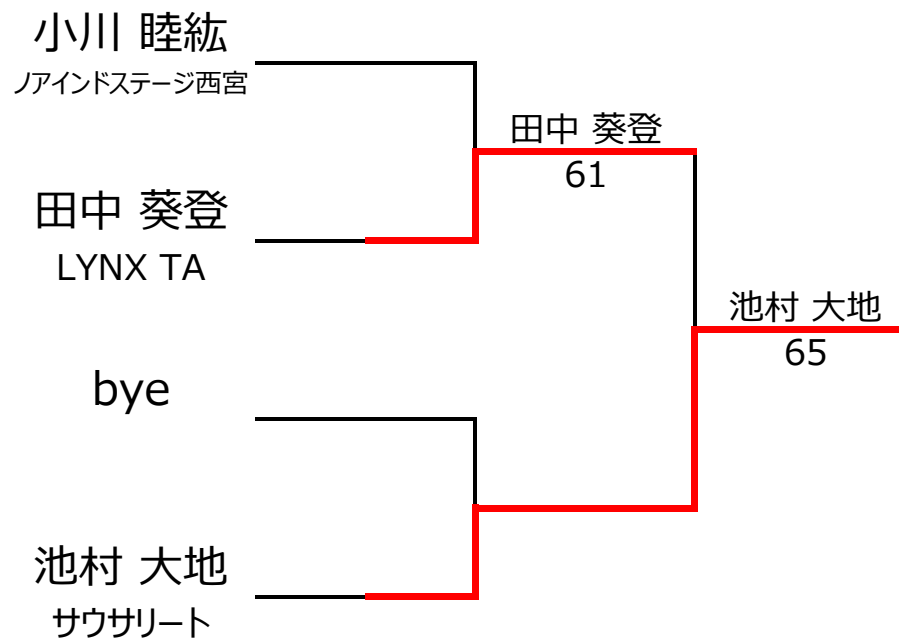 小川 睦紘
ノアインドステージ西宮
田中 葵登
61
田中 葵登
LYNX TA
池村 大地
65
bye
池村 大地
サウサリート